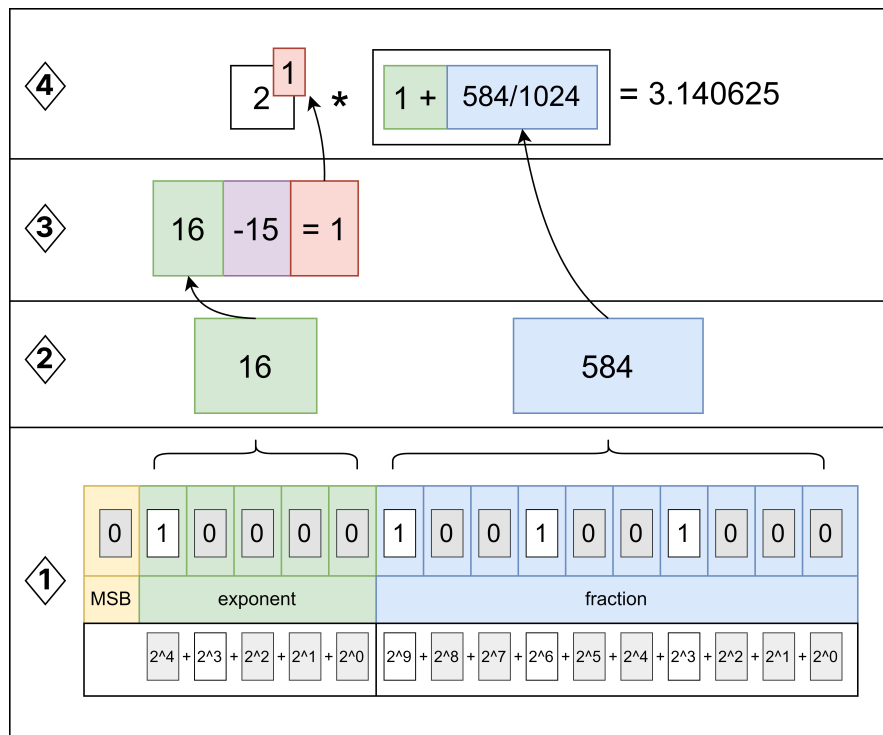 4
2 1 * 1 + 584/1024 = 3.140625
3
16 -15 = 1
2
16 584
1
0 1 0 0 0 0 1 0 0 1 0 0 1 0 0 0
MSB exponent fraction
2^4 + 2^3 + 2^2 + 2^1 + 2^0 2^9 + 2^8 + 2^7 + 2^6 + 2^5 + 2^4 + 2^3 + 2^2 + 2^1 + 2^0